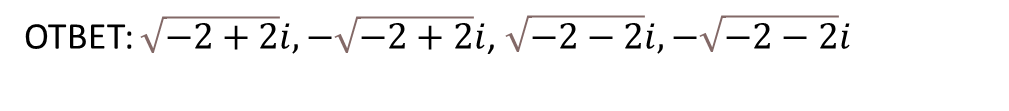 ОТВЕТ: √−2 + 2i, −√−2 + 2i, √−2 − 2i, −√−2 − 2i